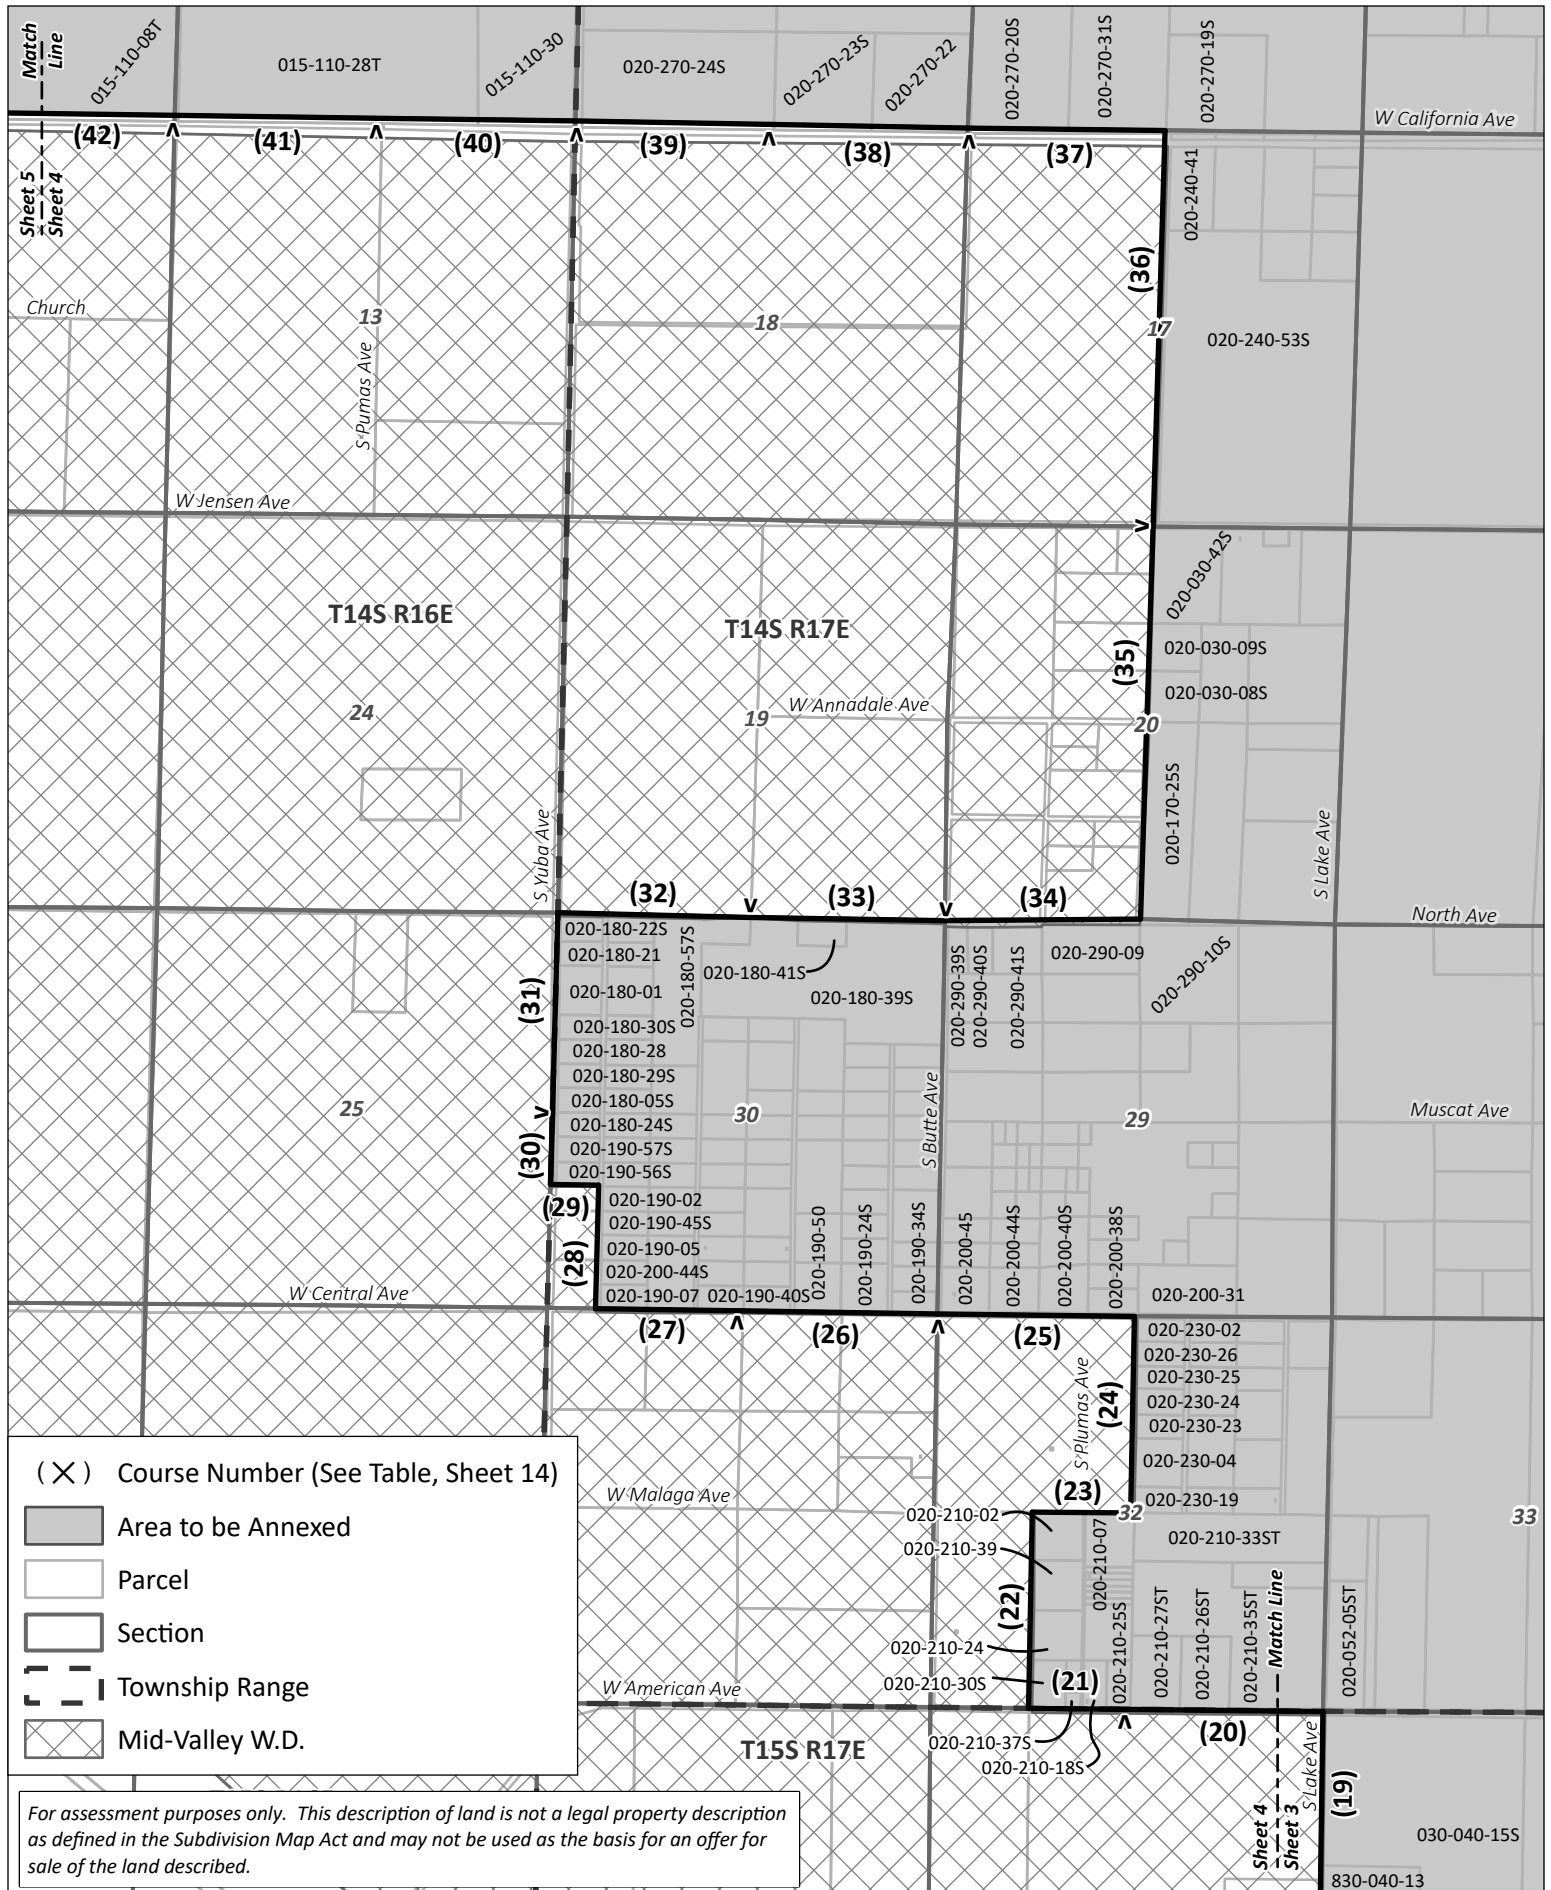 Match
Line
015-110-08T
015-110-28T
015-110-30
020-270-24S
020-270-23S
020-270-22
020-270-20S
020-270-31S
020-270-19S
W California Ave
(42)
(41)
(40)
(39)
(38)
(37)
Sheet 5
Sheet 4
020-240-41
(36)
Church
13
18
17
020-240-53S
S Pumas Ave
W Jensen Ave
020-030-42S
T14S R16E
T14S R17E
020-030-09S
(35)
020-030-08S
24
19
W Annadale Ave
20
020-170-25S
S Yuba Ave
S Lake Ave
(32)
(33)
(34)
North Ave
020-180-22S
020-180-21
020-180-57S
020-180-41S
020-290-09
020-290-10S
020-180-01
020-180-39S
020-290-39S
020-290-40S
020-290-41S
(31)
020-180-30S
020-180-28
020-180-29S
020-180-05S
25
30
29
Muscat Ave
S Butte Ave
020-180-24S
020-190-57S
(30)
020-190-56S
(29)
020-190-02
020-190-45S
020-190-05
(28)
020-200-44S
020-190-07
020-190-40S
020-190-50
020-190-24S
020-190-34S
020-200-45
020-200-44S
020-200-40S
020-200-38S
020-200-31
W Central Ave
(27)
(26)
(25)
020-230-02
020-230-26
020-230-25
020-230-24
020-230-23
S Plumas Ave
(24)
020-230-04
020-230-19
(23)
W Malaga Ave
020-210-02
32
33
020-210-39
020-210-07
020-210-33ST
(22)
020-210-24
020-210-30S
(21)
020-210-25S
020-210-27ST
020-210-26ST
020-210-35ST
Match Line
020-052-05ST
W American Ave
020-210-37S
020-210-18S
(20)
T15S R17E
S Lake Ave
(19)
Sheet 4
Sheet 3
030-040-15S
830-040-13
(X) Course Number (See Table, Sheet 14)
Area to be Annexed
Parcel
Section
Township Range
Mid-Valley W.D.
For assessment purposes only. This description of land is not a legal property description
as defined in the Subdivision Map Act and may not be used as the basis for an offer for
sale of the land described.